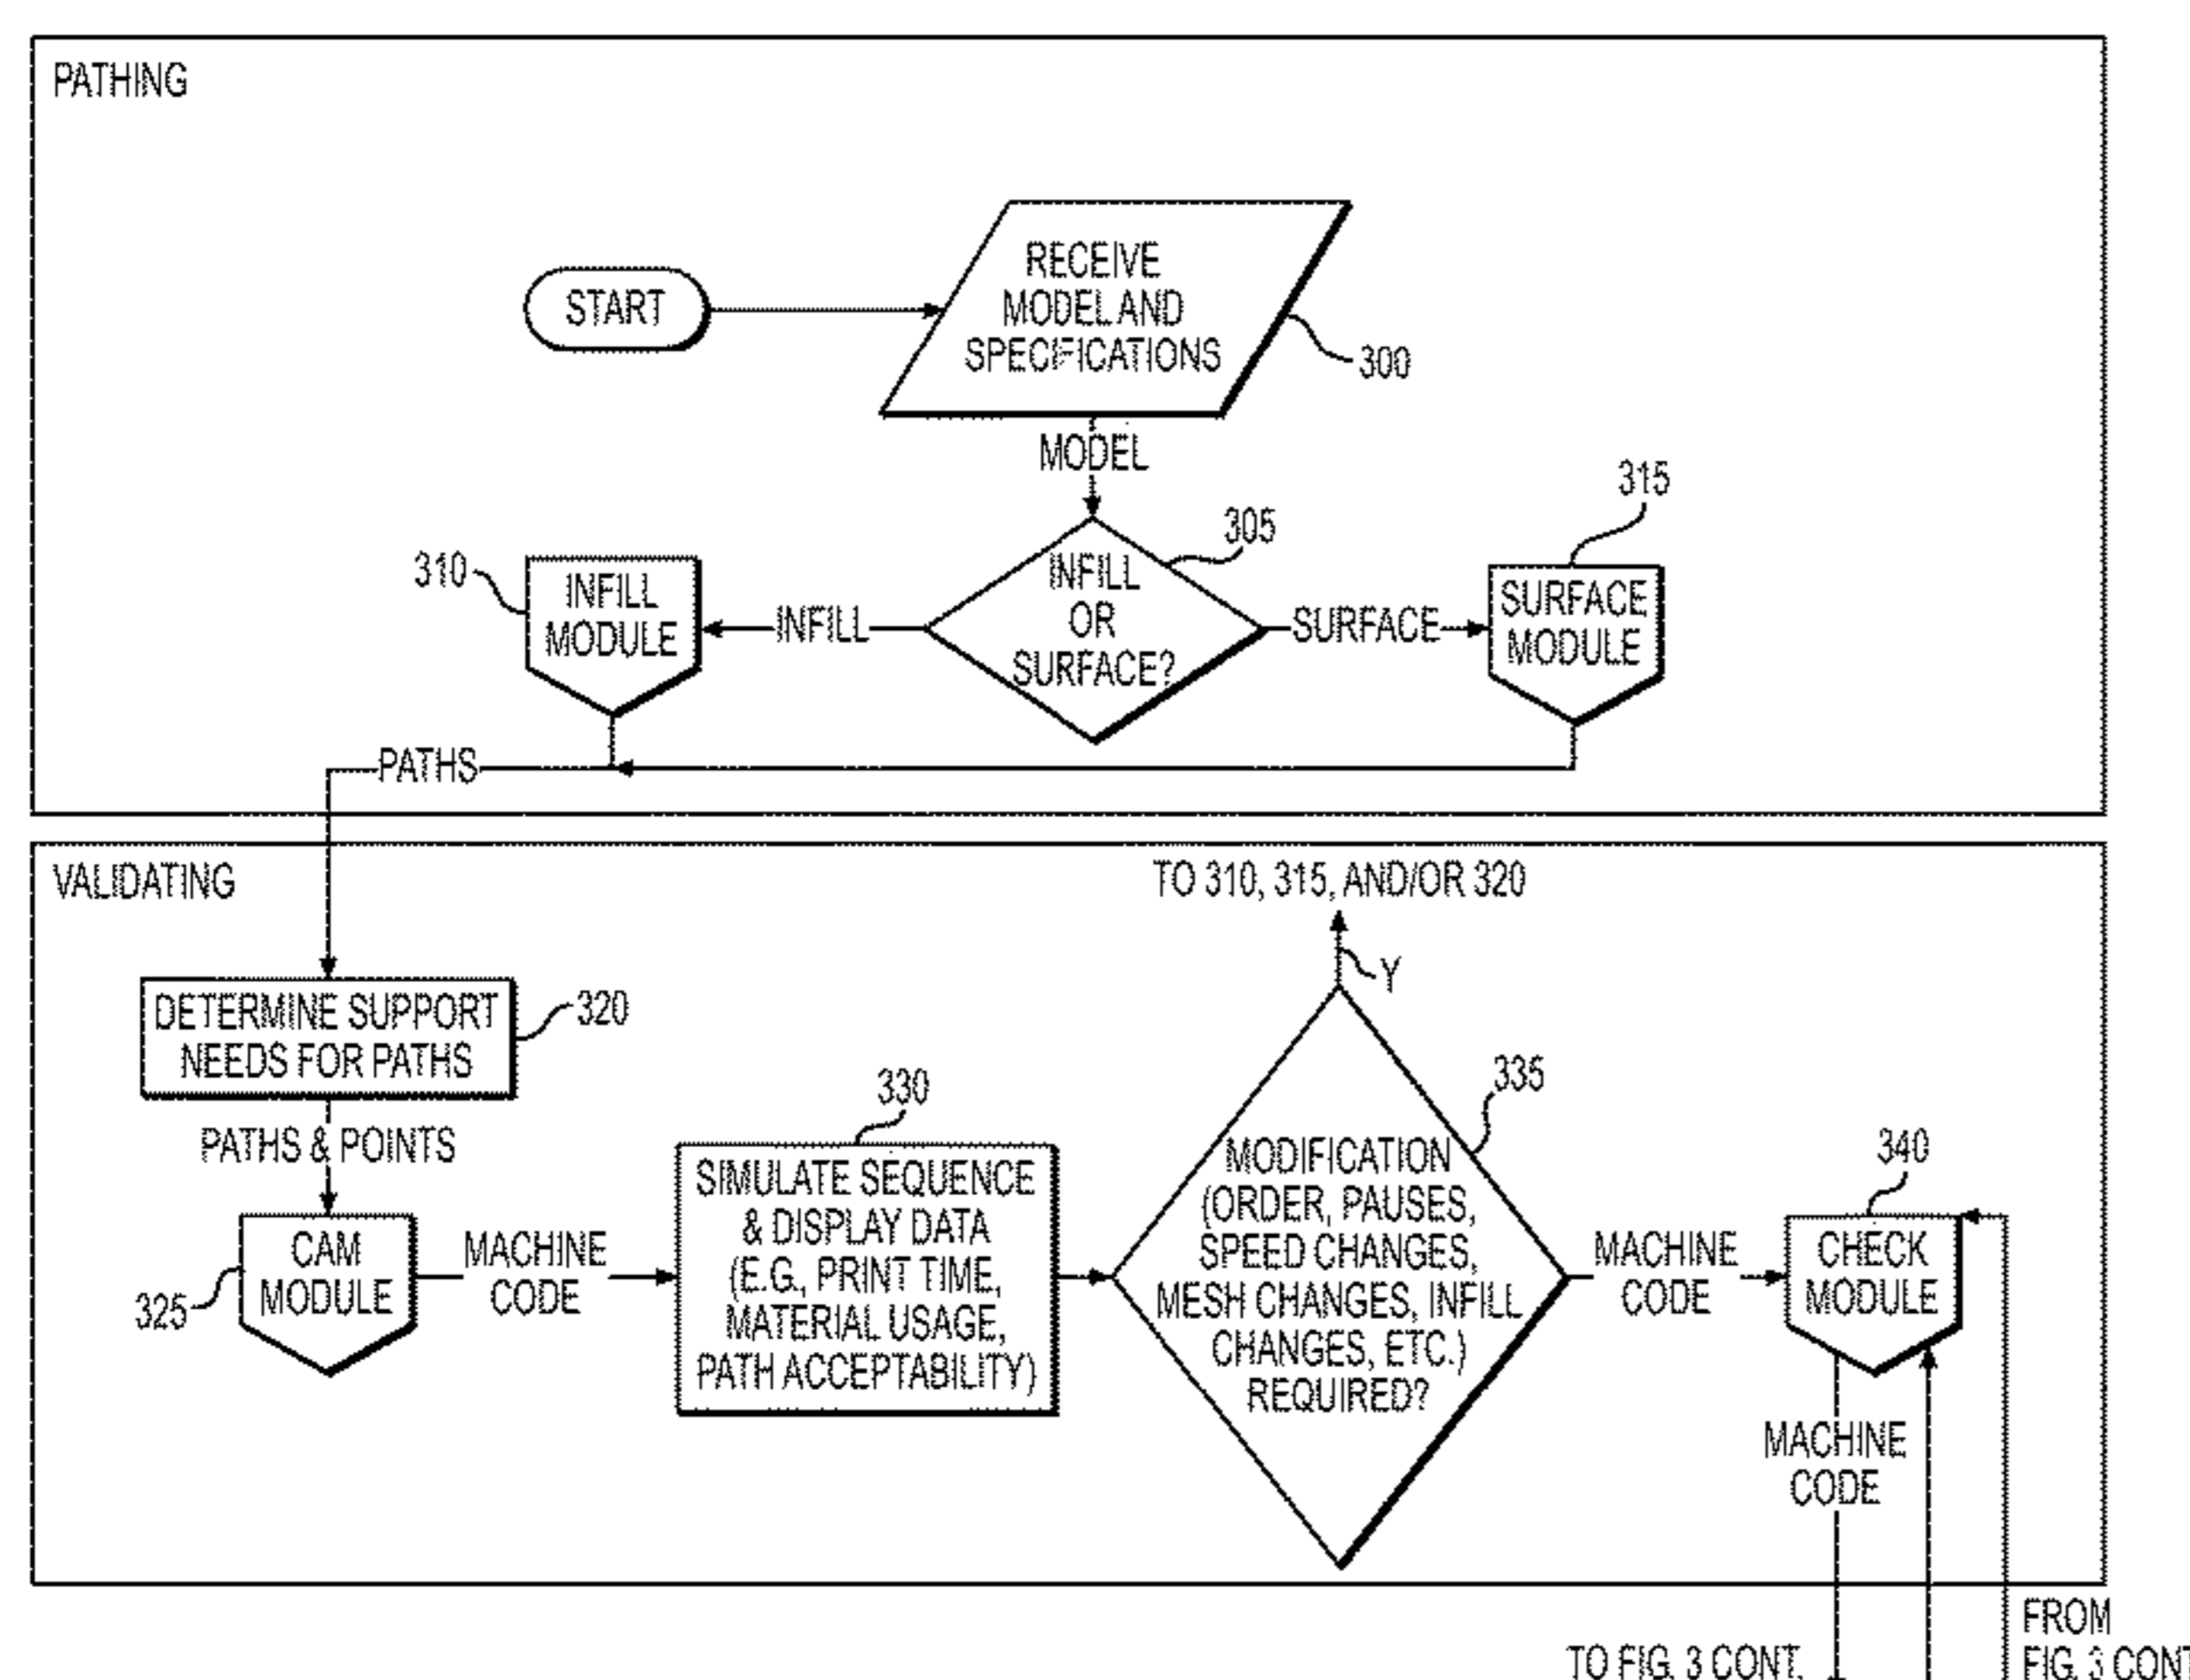 PATHING
START
RECEIVE
MODEL AND
SPECIFICATIONS
300
MODEL
315
305
310
INFILL
MODULE
INFILL
INFILL
OR
SURFACE?
SURFACE
SURFACE
MODULE
PATHS
VALIDATING
TO 310, 315, AND/OR 320
Y
DETERMINE SUPPORT
NEEDS FOR PATHS
320
PATHS & POINTS
330
335
340
CAM
MODULE
325
MACHINE
CODE
SIMULATE SEQUENCE
& DISPLAY DATA
(E.G., PRINT TIME,
MATERIAL USAGE,
PATH ACCEPTABILITY)
MODIFICATION
(ORDER, PAUSES,
SPEED CHANGES,
MESH CHANGES, INFILL
CHANGES, ETC.)
REQUIRED?
MACHINE
CODE
CHECK
MODULE
MACHINE
CODE
TO FIG. 3 CONT.
FROM
FIG. 3 CONT